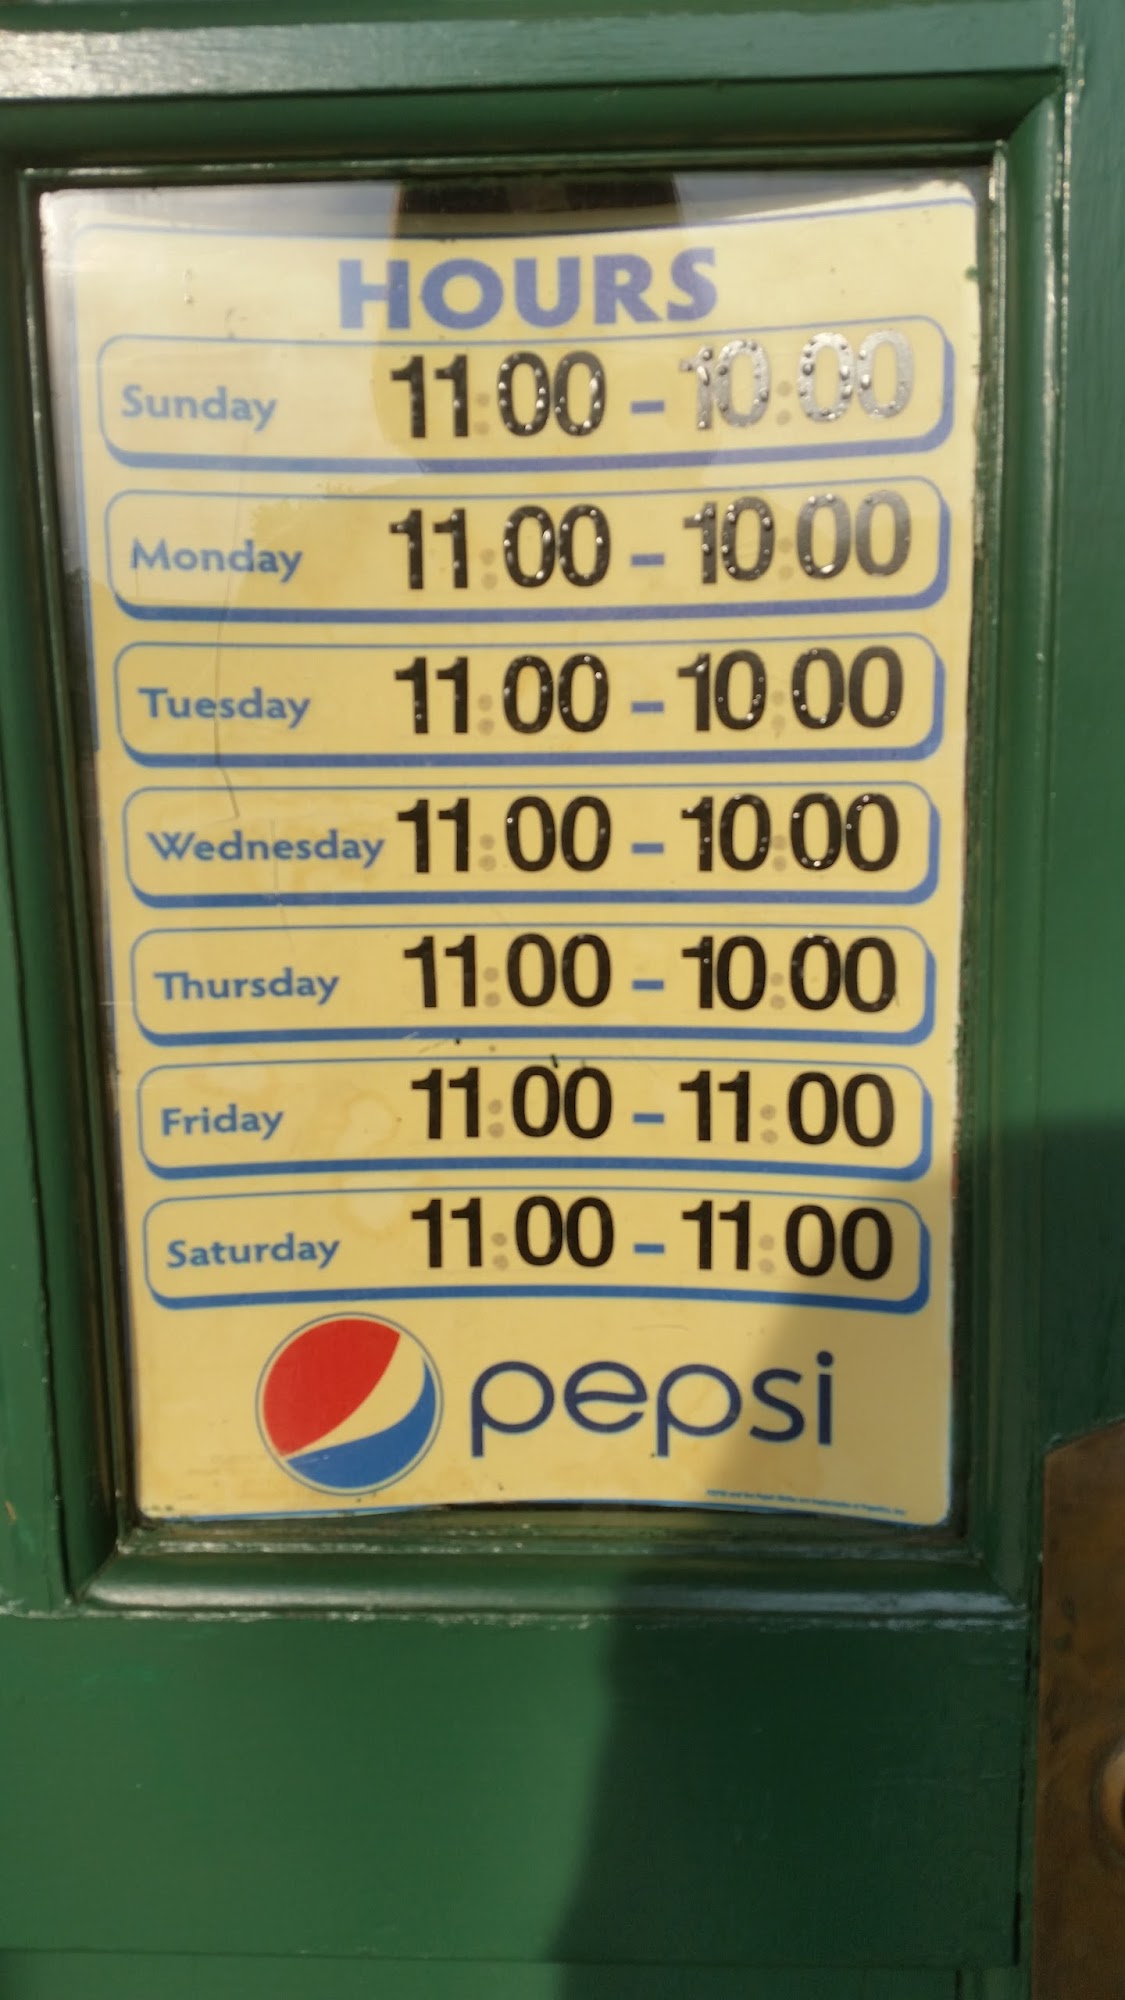 HOURS
Sunday 11:00 - 10:00
Monday 11:00 - 10:00
Tuesday 11:00 - 10:00
Wednesday 11:00 - 10:00
Thursday 11:00 - 10:00
Friday 11:00 - 11:00
Saturday 11:00 - 11:00
pepsi